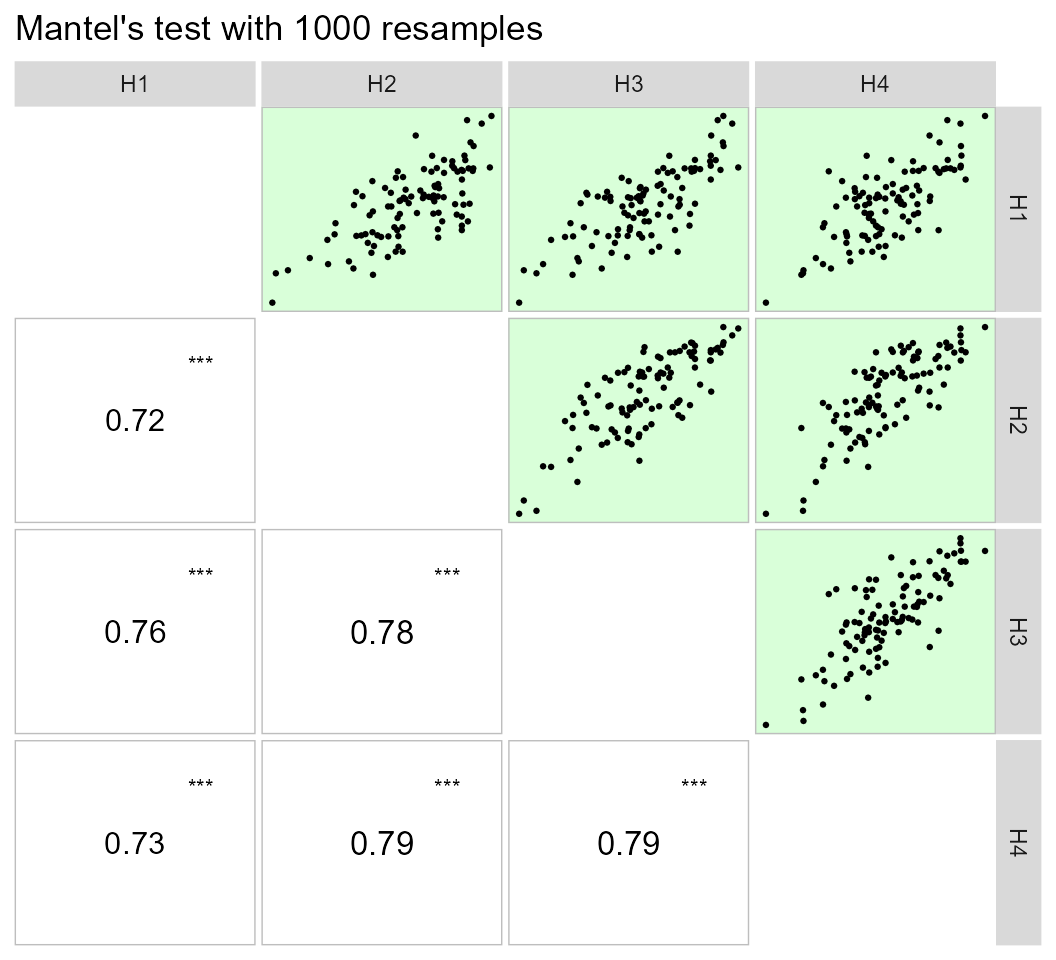 Mantel's test with 1000 resamples
H1 H2 H3 H4
H1
***
0.72
H2
*** ***
0.76 0.78
H3
*** *** ***
0.73 0.79 0.79
H4